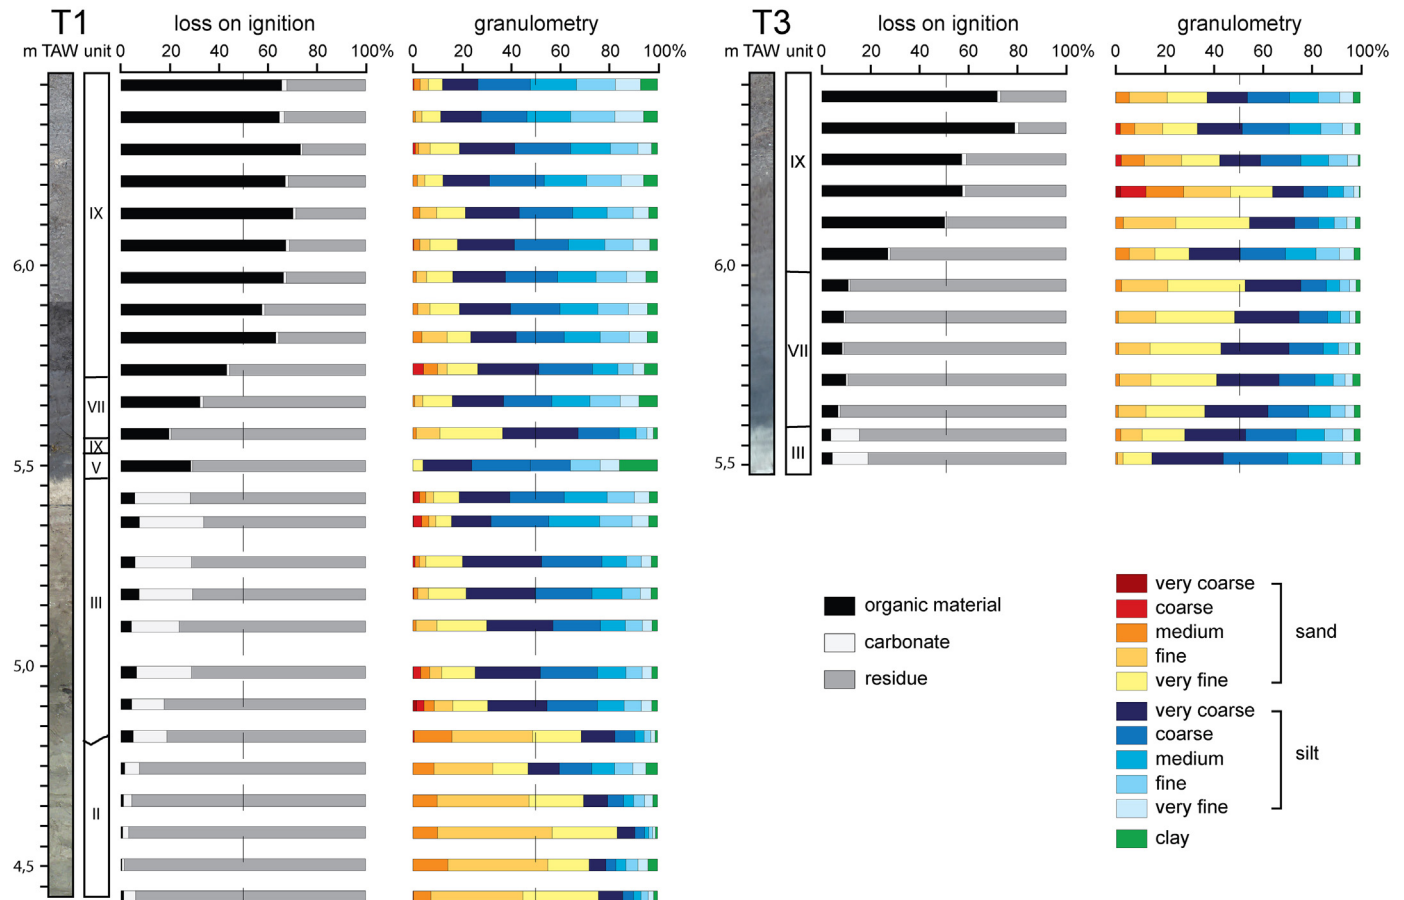 T1
loss on ignition
granulometry
m TAW unit 0 20 40 60 80 100%
0 20 40 60 80 100%
IX
6,0
VII
IX
5,5
V
III
5,0
II
4,5
T3
loss on ignition
granulometry
m TAW unit 0 20 40 60 80 100%
0 20 40 60 80 100%
IX
6,0
VII
III
5,5
organic material
carbonate
residue
very coarse
coarse
medium
fine
very fine
sand
very coarse
coarse
medium
fine
very fine
silt
clay